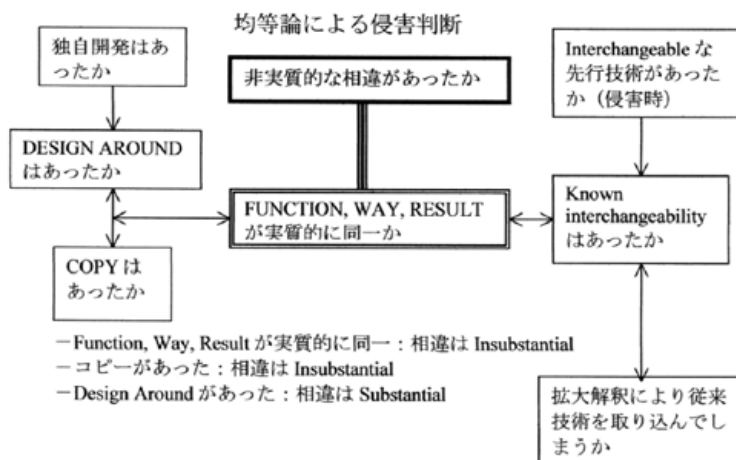 均等論による侵害判断
独自開発はあ
ったか
非実質的な相違があったか
Interchangeable な
先行技術があった
か（侵害時）
DESIGN AROUND
はあったか
FUNCTION, WAY, RESULT
が実質的に同一か
Known
interchangeability
はあったか
COPY は
あったか
－Function, Way, Result が実質的に同一：相違は Insubstantial
－コピーがあった：相違は Insubstantial
－Design Around があった：相違は Substantial
拡大解釈により従来
技術を取り込んでし
まうか